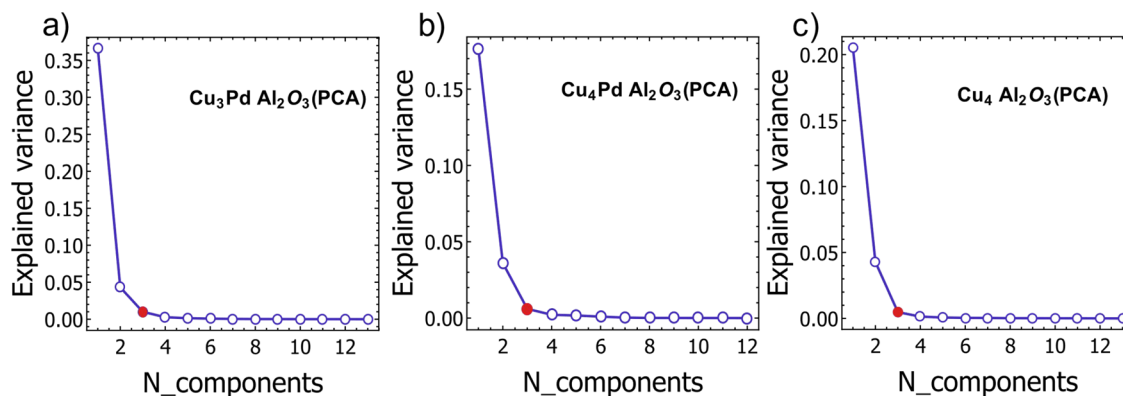 a)
Cu₃Pd Al₂O₃(PCA)
Explained variance
0.35
0.30
0.25
0.20
0.15
0.10
0.05
0.00
2 4 6 8 10 12
N_components
b)
Cu₄Pd Al₂O₃(PCA)
Explained variance
0.15
0.10
0.05
0.00
2 4 6 8 10 12
N_components
c)
Cu₄ Al₂O₃(PCA)
Explained variance
0.20
0.15
0.10
0.05
0.00
2 4 6 8 10 12
N_components